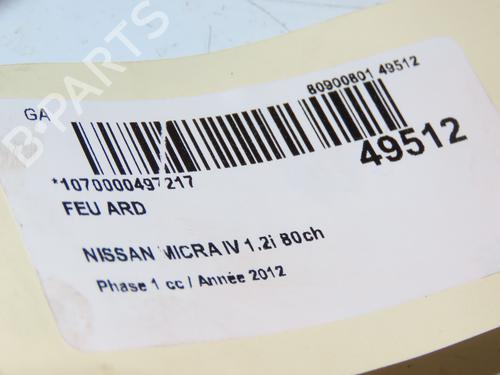 B-PARTS
GA
80900801 49512
49512
*1070000497217
FEU ARD
NISSAN MICRA IV 1.2i 80ch
Phase 1 cc / Année 2012